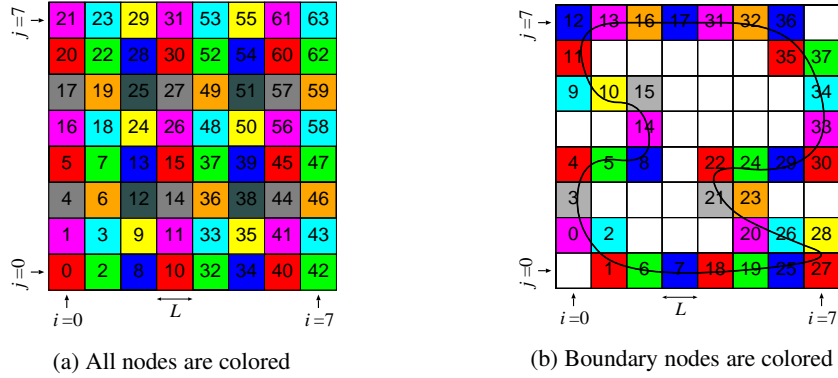 j=7
21 23 29 31 53 55 61 63
20 22 28 30 52 54 60 62
17 19 25 27 49 51 57 59
16 18 24 26 48 50 56 58
5 7 13 15 37 39 45 47
4 6 12 14 36 38 44 46
1 3 9 11 33 35 41 43
j=0
0 2 8 10 32 34 40 42
i=0
L
i=7
(a) All nodes are colored
j=7
12 13 16 17 31 32 36
11 35 37
9 10 15 34
14 33
4 5 8 22 24 29 30
3 21 23
0 2 20 26 28
j=0
1 6 7 18 19 25 27
i=0
L
i=7
(b) Boundary nodes are colored